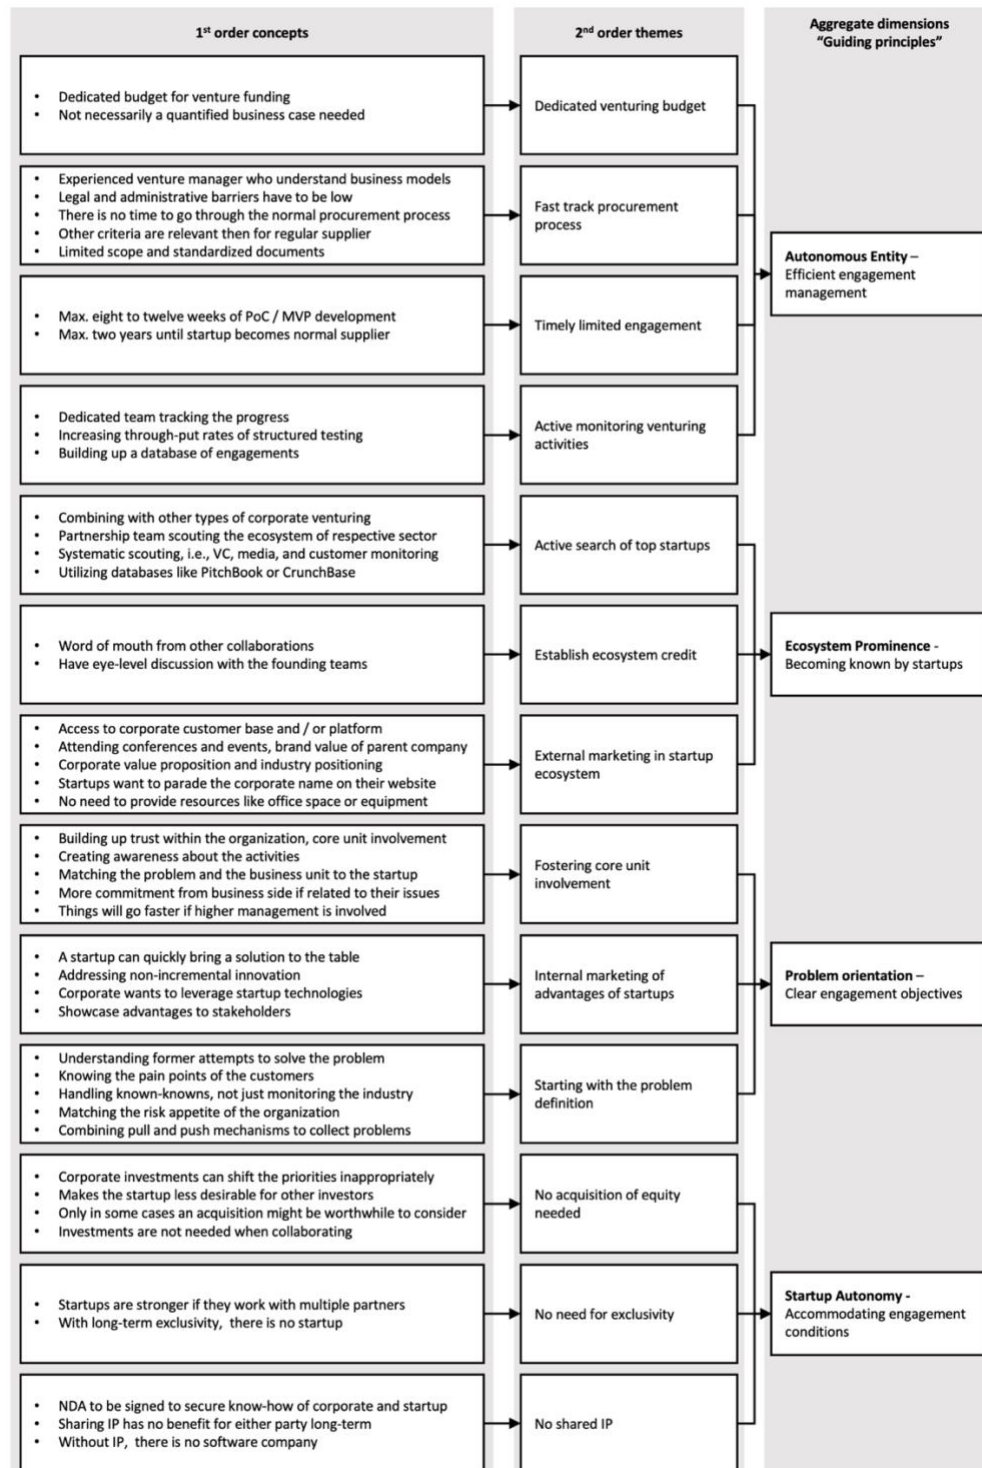 1st order concepts
2nd order themes
Aggregate dimensions
“Guiding principles”
• Dedicated budget for venture funding
• Not necessarily a quantified business case needed
Dedicated venturing budget
• Experienced venture manager who understand business models
• Legal and administrative barriers have to be low
• There is no time to go through the normal procurement process
• Other criteria are relevant then for regular supplier
• Limited scope and standardized documents
Fast track procurement
process
• Max. eight to twelve weeks of PoC / MVP development
• Max. two years until startup becomes normal supplier
Timely limited engagement
• Dedicated team tracking the progress
• Increasing through-put rates of structured testing
• Building up a database of engagements
Active monitoring venturing
activities
Autonomous Entity –
Efficient engagement
management
• Combining with other types of corporate venturing
• Partnership team scouting the ecosystem of respective sector
• Systematic scouting, i.e., VC, media, and customer monitoring
• Utilizing databases like PitchBook or CrunchBase
Active search of top startups
• Word of mouth from other collaborations
• Have eye-level discussion with the founding teams
Establish ecosystem credit
• Access to corporate customer base and / or platform
• Attending conferences and events, brand value of parent company
• Corporate value proposition and industry positioning
• Startups want to parade the corporate name on their website
• No need to provide resources like office space or equipment
External marketing in startup
ecosystem
Ecosystem Prominence -
Becoming known by startups
• Building up trust within the organization, core unit involvement
• Creating awareness about the activities
• Matching the problem and the business unit to the startup
• More commitment from business side if related to their issues
• Things will go faster if higher management is involved
Fostering core unit
involvement
• A startup can quickly bring a solution to the table
• Addressing non-incremental innovation
• Corporate wants to leverage startup technologies
• Showcase advantages to stakeholders
Internal marketing of
advantages of startups
• Understanding former attempts to solve the problem
• Knowing the pain points of the customers
• Handling known-knowns, not just monitoring the industry
• Matching the risk appetite of the organization
• Combining pull and push mechanisms to collect problems
Starting with the problem
definition
Problem orientation –
Clear engagement objectives
• Corporate investments can shift the priorities inappropriately
• Makes the startup less desirable for other investors
• Only in some cases an acquisition might be worthwhile to consider
• Investments are not needed when collaborating
No acquisition of equity
needed
• Startups are stronger if they work with multiple partners
• With long-term exclusivity, there is no startup
No need for exclusivity
• NDA to be signed to secure know-how of corporate and startup
• Sharing IP has no benefit for either party long-term
• Without IP, there is no software company
No shared IP
Startup Autonomy -
Accommodating engagement
conditions